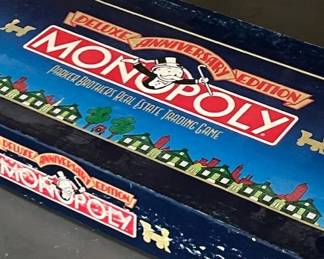 DELUXE ANNIVERSARY EDITION
MONOPOLY
PARKER BROTHERS REAL ESTATE TRADING GAME
DELUXE ANNIVERSARY EDITION
MONOPOLY